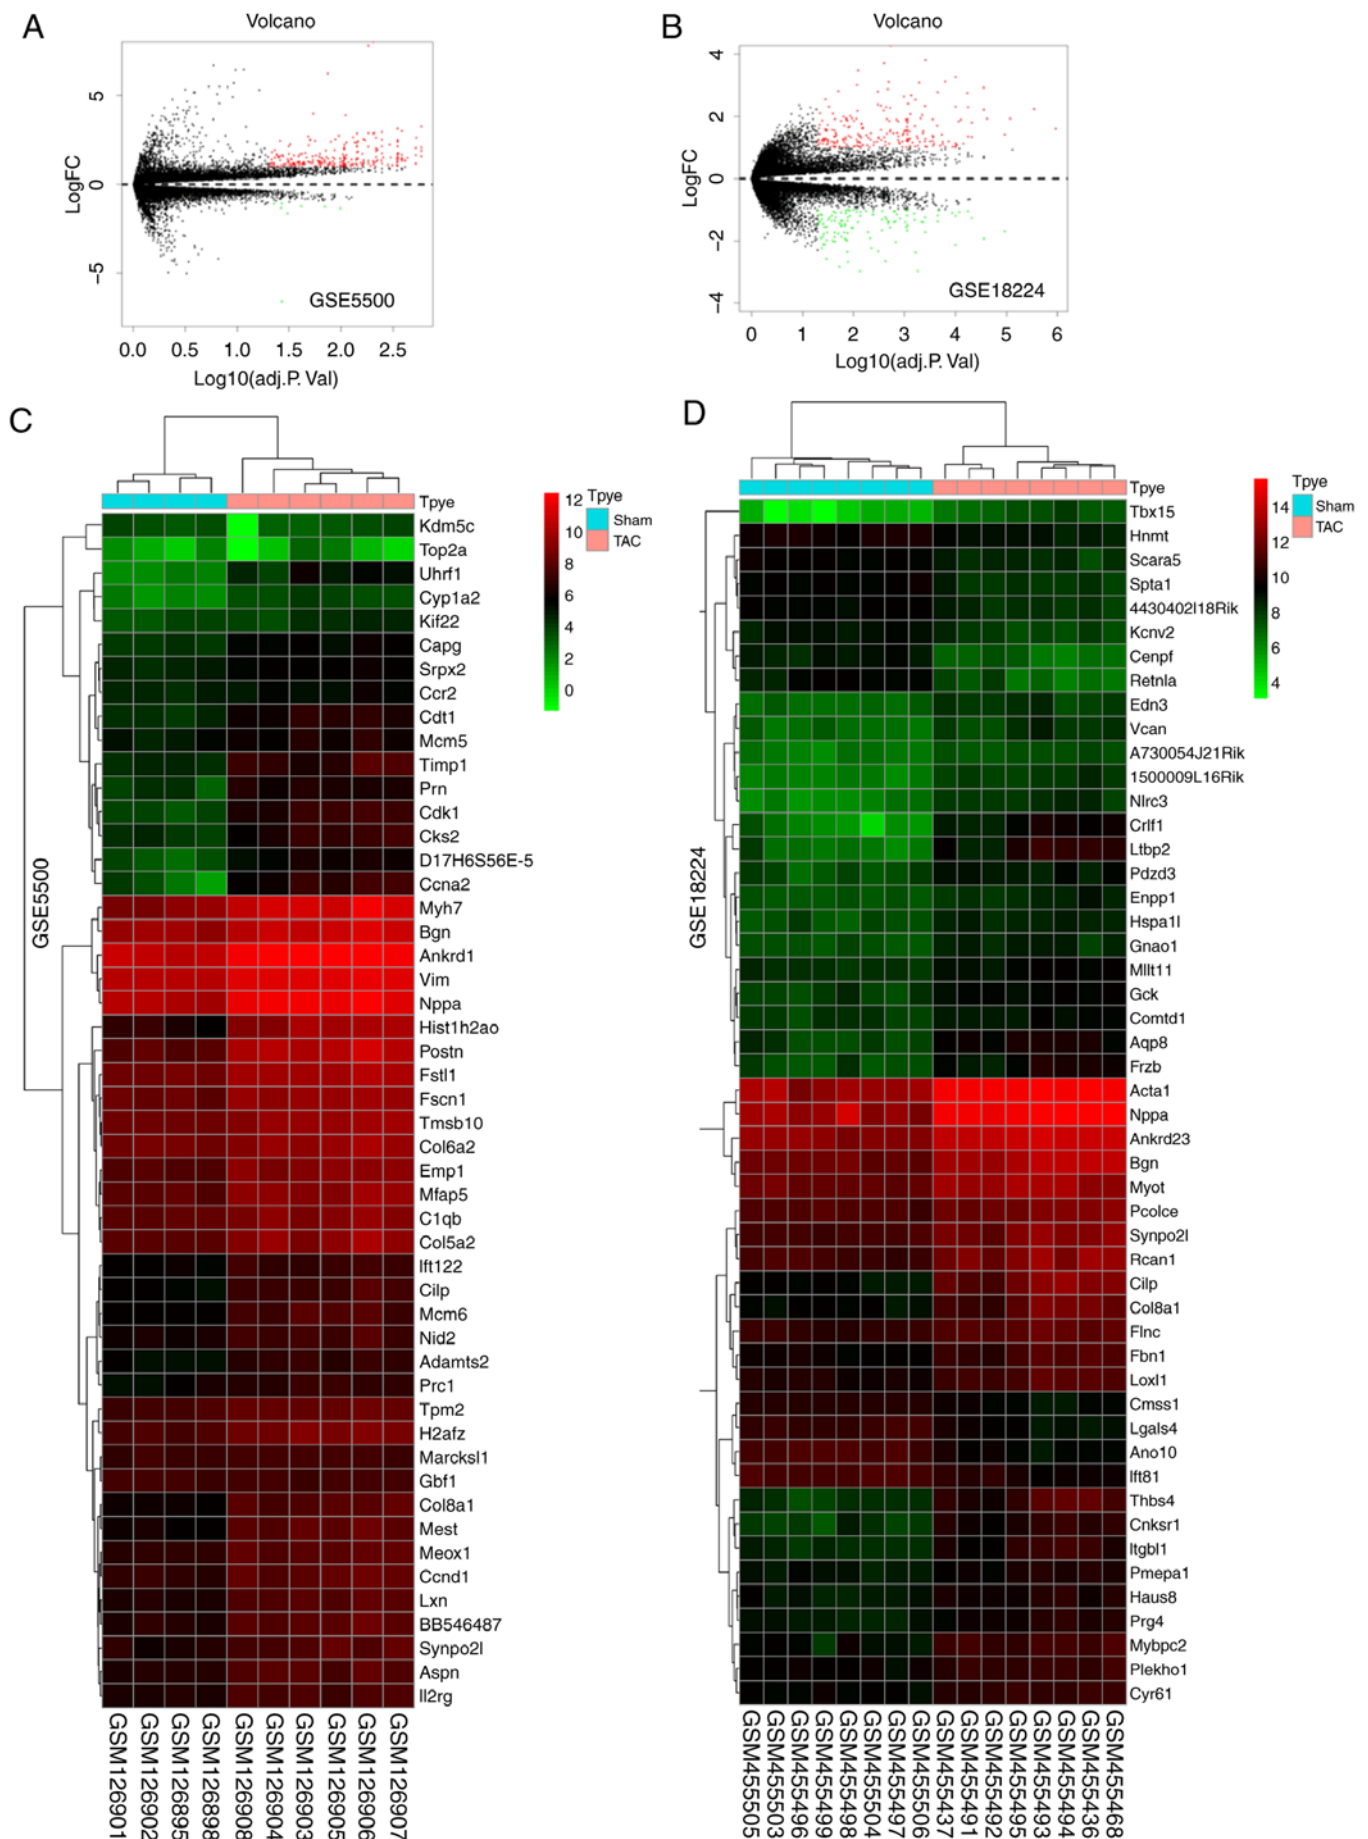 A
Volcano
LogFC
5
0
−5
GSE5500
0.0 0.5 1.0 1.5 2.0 2.5
Log10(adj.P. Val)
B
Volcano
LogFC
4
2
0
−2
−4
GSE18224
0 1 2 3 4 5 6
Log10(adj.P. Val)
C
GSE5500
Tpye
Kdm5c
Top2a
Uhrf1
Cyp1a2
Kif22
Capg
Srpx2
Ccr2
Cdt1
Mcm5
Timp1
Prn
Cdk1
Cks2
D17H6S56E-5
Ccna2
Myh7
Bgn
Ankrd1
Vim
Nppa
Hist1h2ao
Postn
Fstl1
Fscn1
Tmsb10
Col6a2
Emp1
Mfap5
C1qb
Col5a2
Ift122
Cilp
Mcm6
Nid2
Adamts2
Prc1
Tpm2
H2afz
Marcksl1
Gbf1
Col8a1
Mest
Meox1
Ccnd1
Lxn
BB546487
Synpo2l
Aspn
Il2rg
12
10
8
6
4
2
0
Tpye
Sham
TAC
GSM126901
GSM126902
GSM126895
GSM126898
GSM126908
GSM126904
GSM126903
GSM126905
GSM126906
GSM126907
D
GSE18224
Tpye
Tbx15
Hnmt
Scara5
Spta1
4430402I18Rik
Kcnv2
Cenpf
Retnla
Edn3
Vcan
A730054J21Rik
1500009L16Rik
Nlrc3
Crlf1
Ltbp2
Pdzd3
Enpp1
Hspa1l
Gnao1
Mllt11
Gck
Comtd1
Aqp8
Frzb
Acta1
Nppa
Ankrd23
Bgn
Myot
Pcolce
Synpo2l
Rcan1
Cilp
Col8a1
Flnc
Fbn1
Loxl1
Cmss1
Lgals4
Ano10
Ift81
Thbs4
Cnksr1
Itgbl1
Pmepa1
Haus8
Prg4
Mybpc2
Plekho1
Cyr61
14
12
10
8
6
4
Tpye
Sham
TAC
GSM455505
GSM455503
GSM455496
GSM455499
GSM455498
GSM455504
GSM455497
GSM455506
GSM455437
GSM455491
GSM455492
GSM455495
GSM455493
GSM455494
GSM455436
GSM455468